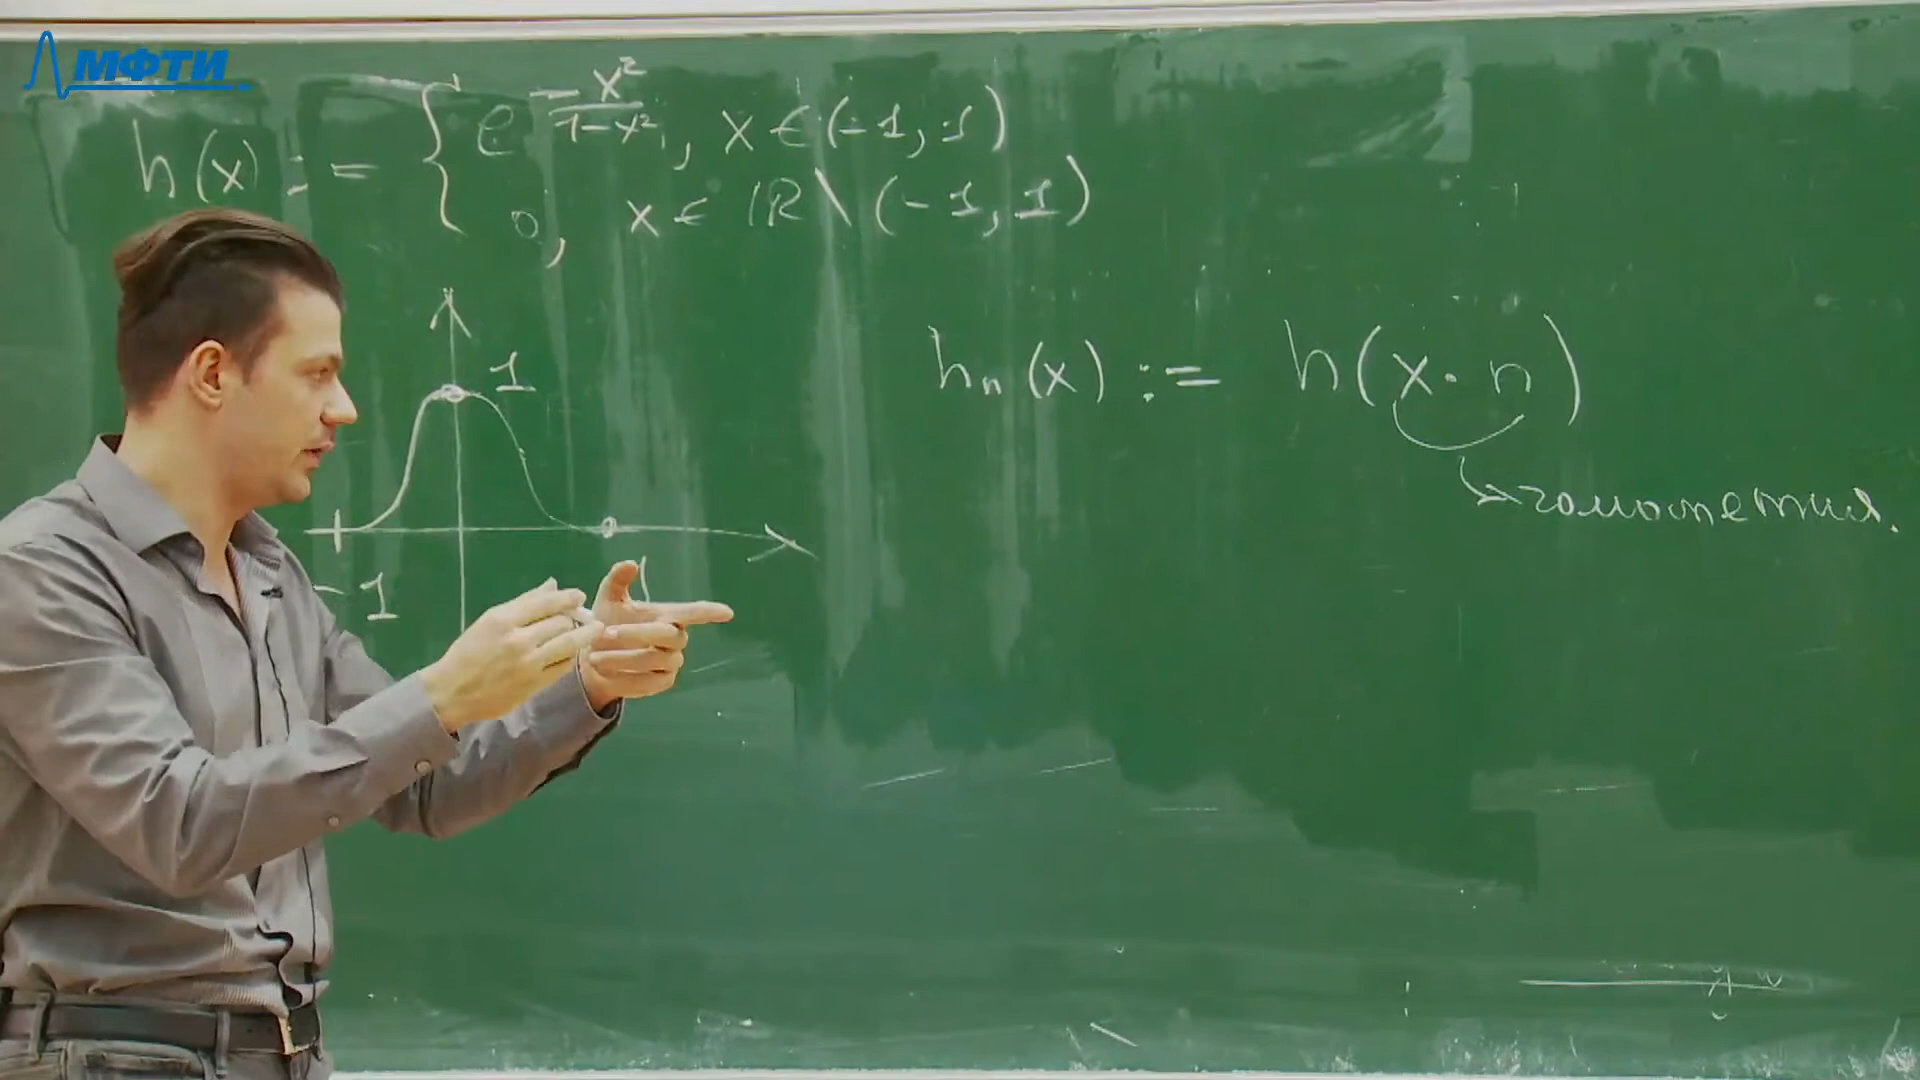 МФТИ
h(x) := { e^{-x²/(1-x²)}, x ∈ (-1, 1)
0, x ∈ ℝ \ (-1, 1)
1
-1
1
hₙ(x) := h(x · n)
гомотетия.